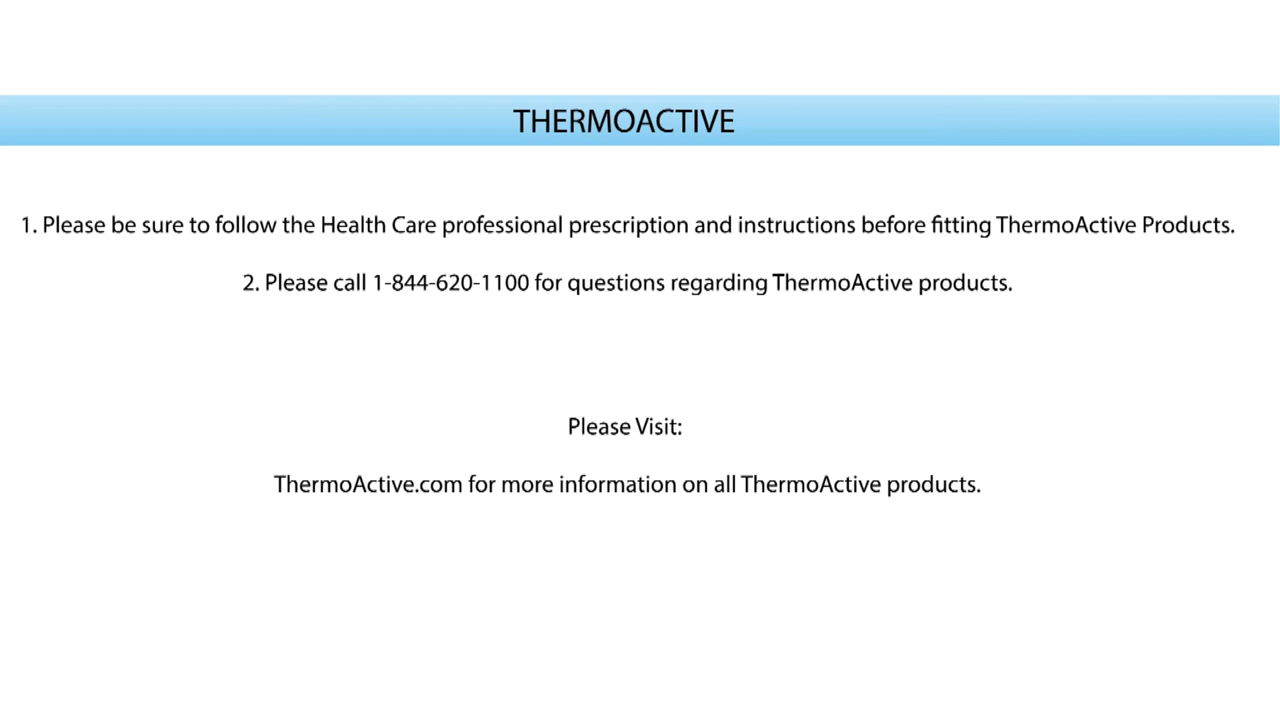 THERMOACTIVE
1. Please be sure to follow the Health Care professional prescription and instructions before fitting ThermoActive Products.
2. Please call 1-844-620-1100 for questions regarding ThermoActive products.
Please Visit:
ThermoActive.com for more information on all ThermoActive products.